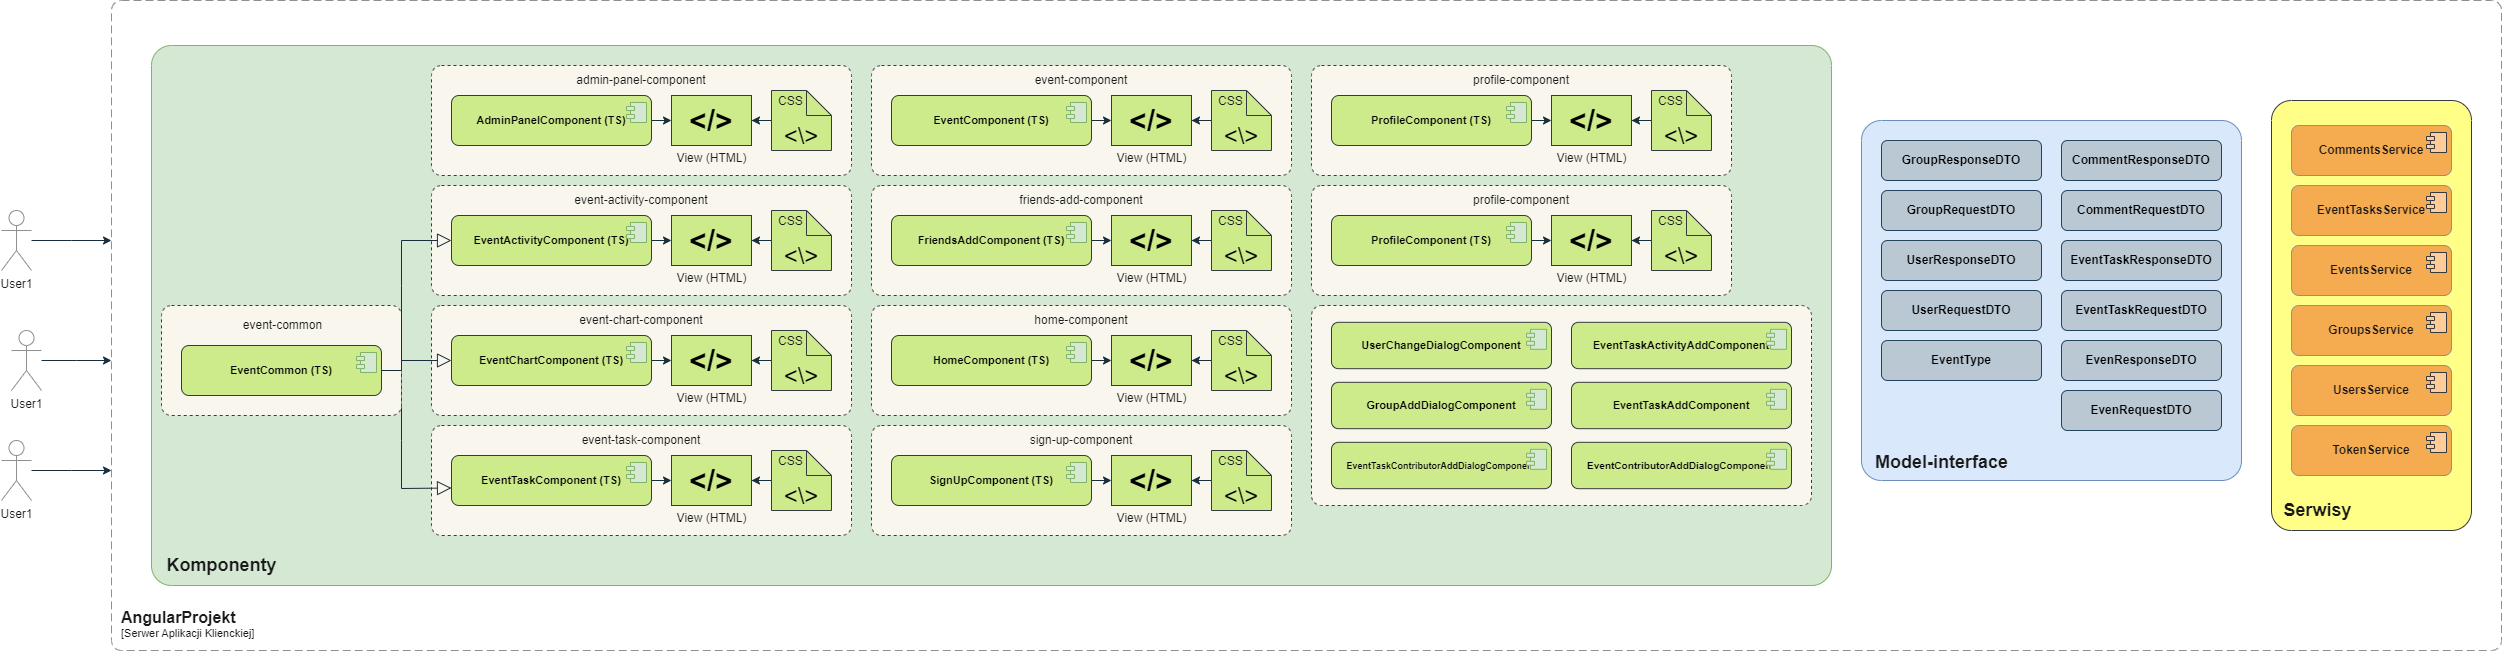 User1
User1
User1
event-common
EventCommon (TS)
admin-panel-component
AdminPanelComponent (TS)
</>
View (HTML)
CSS
<\>
event-activity-component
EventActivityComponent (TS)
</>
View (HTML)
CSS
<\>
event-chart-component
EventChartComponent (TS)
</>
View (HTML)
CSS
<\>
event-task-component
EventTaskComponent (TS)
</>
View (HTML)
CSS
<\>
event-component
EventComponent (TS)
</>
View (HTML)
CSS
<\>
friends-add-component
FriendsAddComponent (TS)
</>
View (HTML)
CSS
<\>
home-component
HomeComponent (TS)
</>
View (HTML)
CSS
<\>
sign-up-component
SignUpComponent (TS)
</>
View (HTML)
CSS
<\>
profile-component
ProfileComponent (TS)
</>
View (HTML)
CSS
<\>
profile-component
ProfileComponent (TS)
</>
View (HTML)
CSS
<\>
UserChangeDialogComponent
EventTaskActivityAddComponent
GroupAddDialogComponent
EventTaskAddComponent
EventTaskContributorAddDialogComponent
EventContributorAddDialogComponent
Komponenty
GroupResponseDTO
CommentResponseDTO
GroupRequestDTO
CommentRequestDTO
UserResponseDTO
EventTaskResponseDTO
UserRequestDTO
EventTaskRequestDTO
EventType
EvenResponseDTO
EvenRequestDTO
Model-interface
CommentsService
EventTasksService
EventsService
GroupsService
UsersService
TokenService
Serwisy
AngularProjekt
[Serwer Aplikacji Klienckiej]